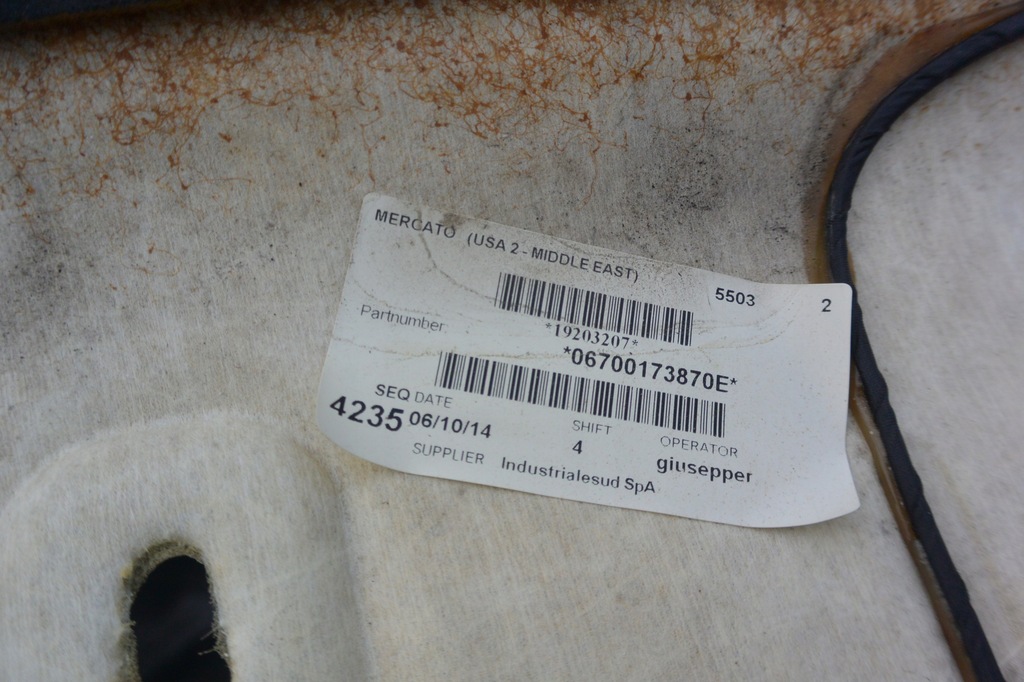 MERCATO (USA 2 - MIDDLE EAST)
5503 2
*19203207*
Partnumber:
*06700173870E*
SEQ DATE SHIFT OPERATOR
4235 06/10/14 4 giusepper
SUPPLIER Industrialesud SpA